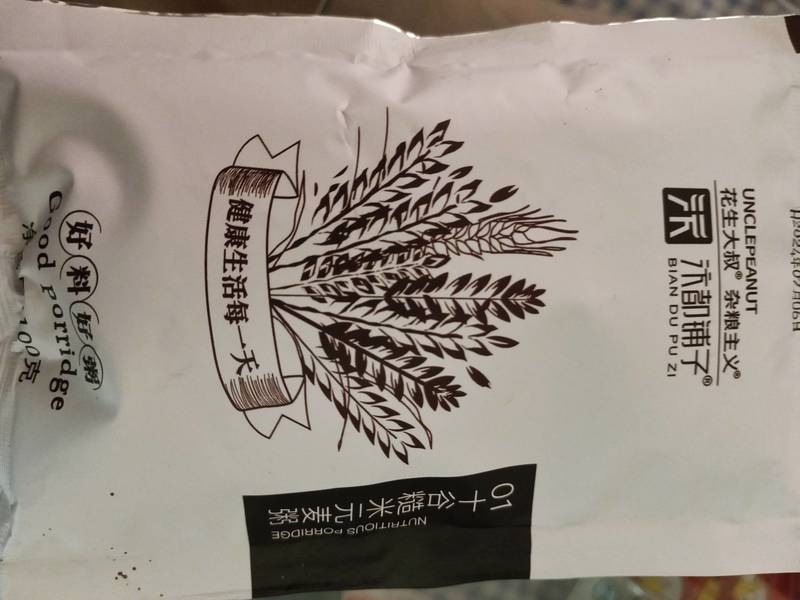 UNCLEPEANUT
花生大叔® 杂粮主义®
汴都铺子®
BIAN DU PU ZI
健康生活每一天
好料好粥
Good Porridge
01十谷糙米元麦粥
NUTRITIOUS PORRIDGE